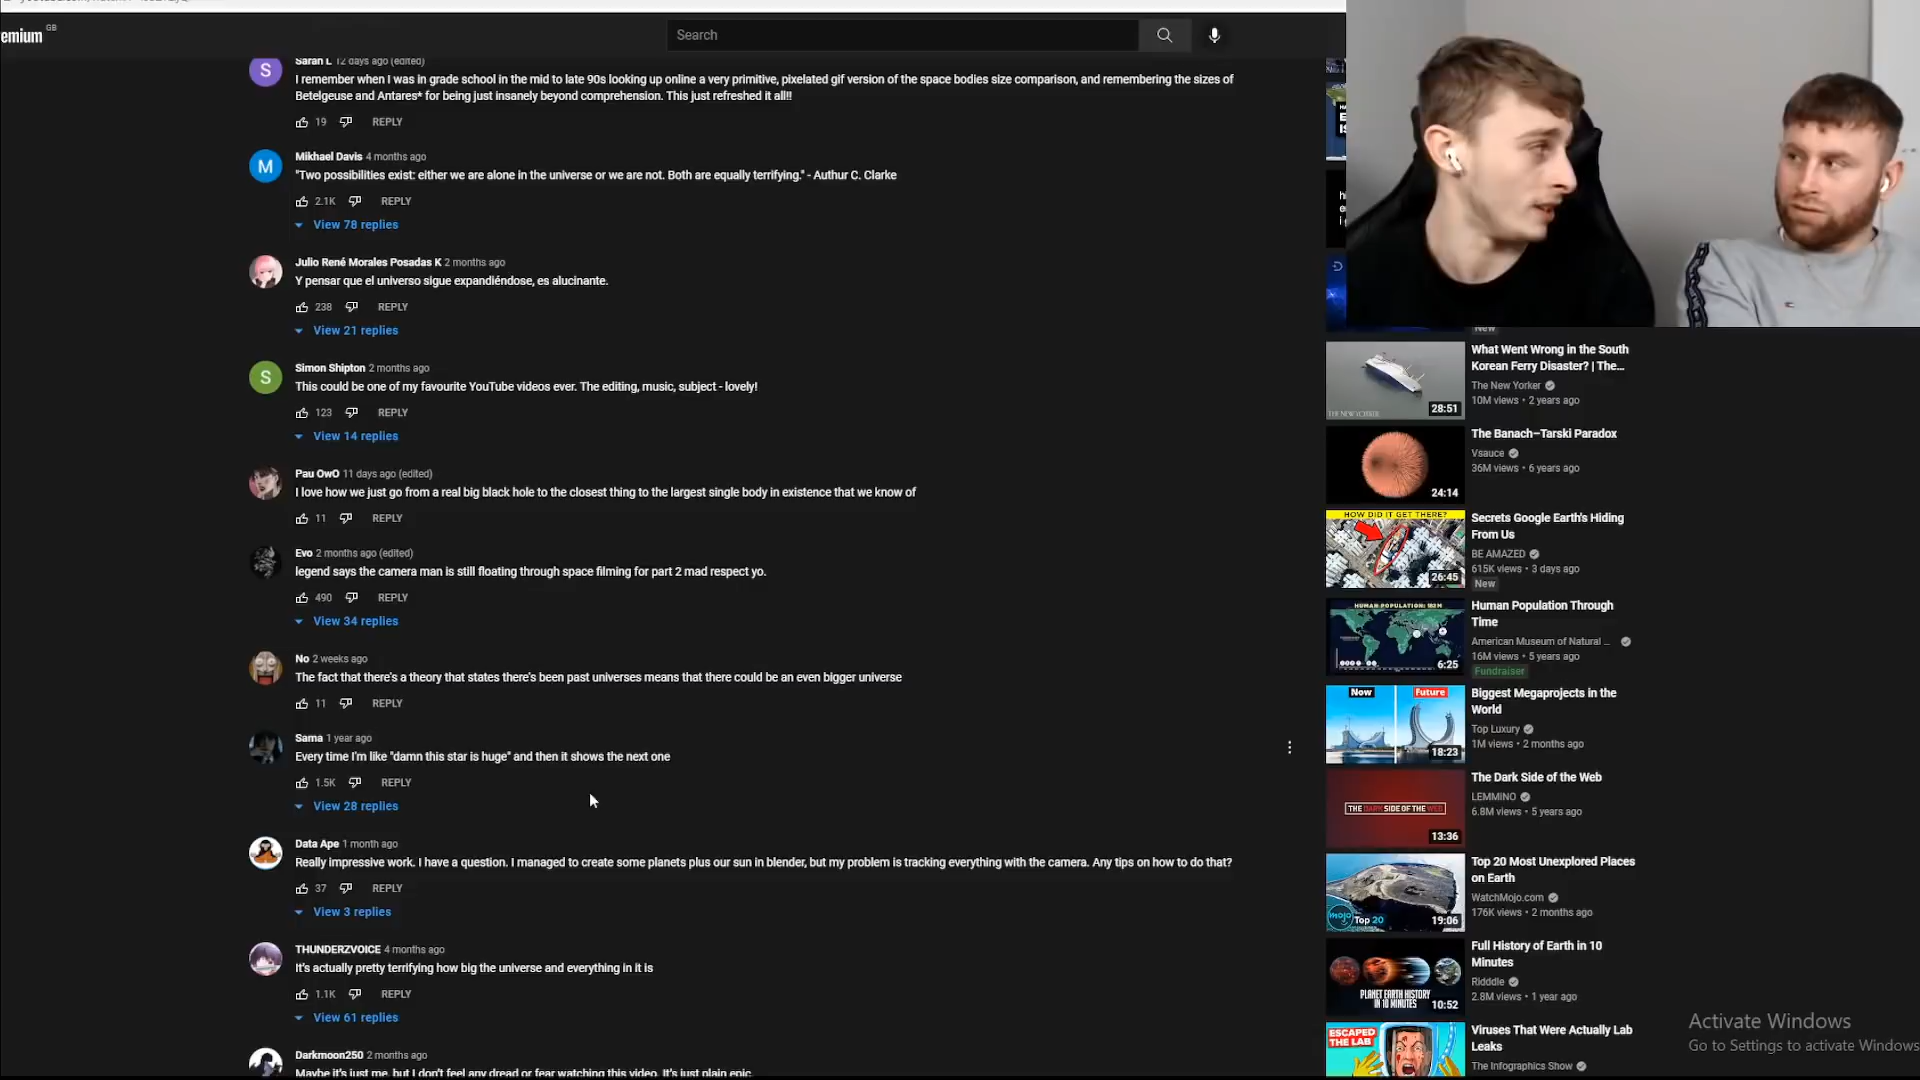 emium GB
Search
Sarah L 12 days ago (edited)
I remember when I was in grade school in the mid to late 90s looking up online a very primitive, pixelated gif version of the space bodies size comparison, and remembering the sizes of
Betelgeuse and Antares* for being just insanely beyond comprehension. This just refreshed it all!!
19 REPLY
Mikhael Davis 4 months ago
"Two possibilities exist: either we are alone in the universe or we are not. Both are equally terrifying." - Authur C. Clarke
2.1K REPLY
View 78 replies
Julio René Morales Posadas K 2 months ago
Y pensar que el universo sigue expandiéndose, es alucinante.
238 REPLY
View 21 replies
Simon Shipton 2 months ago
This could be one of my favourite YouTube videos ever. The editing, music, subject - lovely!
123 REPLY
View 14 replies
Pau OwO 11 days ago (edited)
I love how we just go from a real big black hole to the closest thing to the largest single body in existence that we know of
11 REPLY
Evo 2 months ago (edited)
legend says the camera man is still floating through space filming for part 2 mad respect yo.
490 REPLY
View 34 replies
No 2 weeks ago
The fact that there's a theory that states there's been past universes means that there could be an even bigger universe
11 REPLY
Sama 1 year ago
Every time I'm like "damn this star is huge" and then it shows the next one
1.5K REPLY
View 28 replies
Data Ape 1 month ago
Really impressive work. I have a question. I managed to create some planets plus our sun in blender, but my problem is tracking everything with the camera. Any tips on how to do that?
37 REPLY
View 3 replies
THUNDERZVOICE 4 months ago
It's actually pretty terrifying how big the universe and everything in it is
1.1K REPLY
View 61 replies
Darkmoon250 2 months ago
Maybe it's just me, but I don't feel any dread or fear watching this video. It's just plain epic.
S
M
S
New
What Went Wrong in the South
Korean Ferry Disaster? | The...
The New Yorker
10M views • 2 years ago
THE NEW YORKER
28:51
The Banach–Tarski Paradox
Vsauce
36M views • 6 years ago
24:14
HOW DID IT GET THERE?
Secrets Google Earth's Hiding
From Us
BE AMAZED
615K views • 3 days ago
New
26:45
HUMAN POPULATION:
Human Population Through
Time
American Museum of Natural ...
16M views • 5 years ago
Fundraiser
6:25
Now Future
Biggest Megaprojects in the
World
Top Luxury
1M views • 2 months ago
18:23
The Dark Side of the Web
LEMMINO
6.8M views • 5 years ago
THE DARK SIDE OF THE WEB
13:36
Top 20 Most Unexplored Places
on Earth
WatchMojo.com
176K views • 2 months ago
mojo Top 20
19:06
Full History of Earth in 10
Minutes
Ridddle
2.8M views • 1 year ago
PLANET EARTH HISTORY
IN 10 MINUTES
10:52
ESCAPED
THE LAB
Viruses That Were Actually Lab
Leaks
The Infographics Show
Activate Windows
Go to Settings to activate Windows